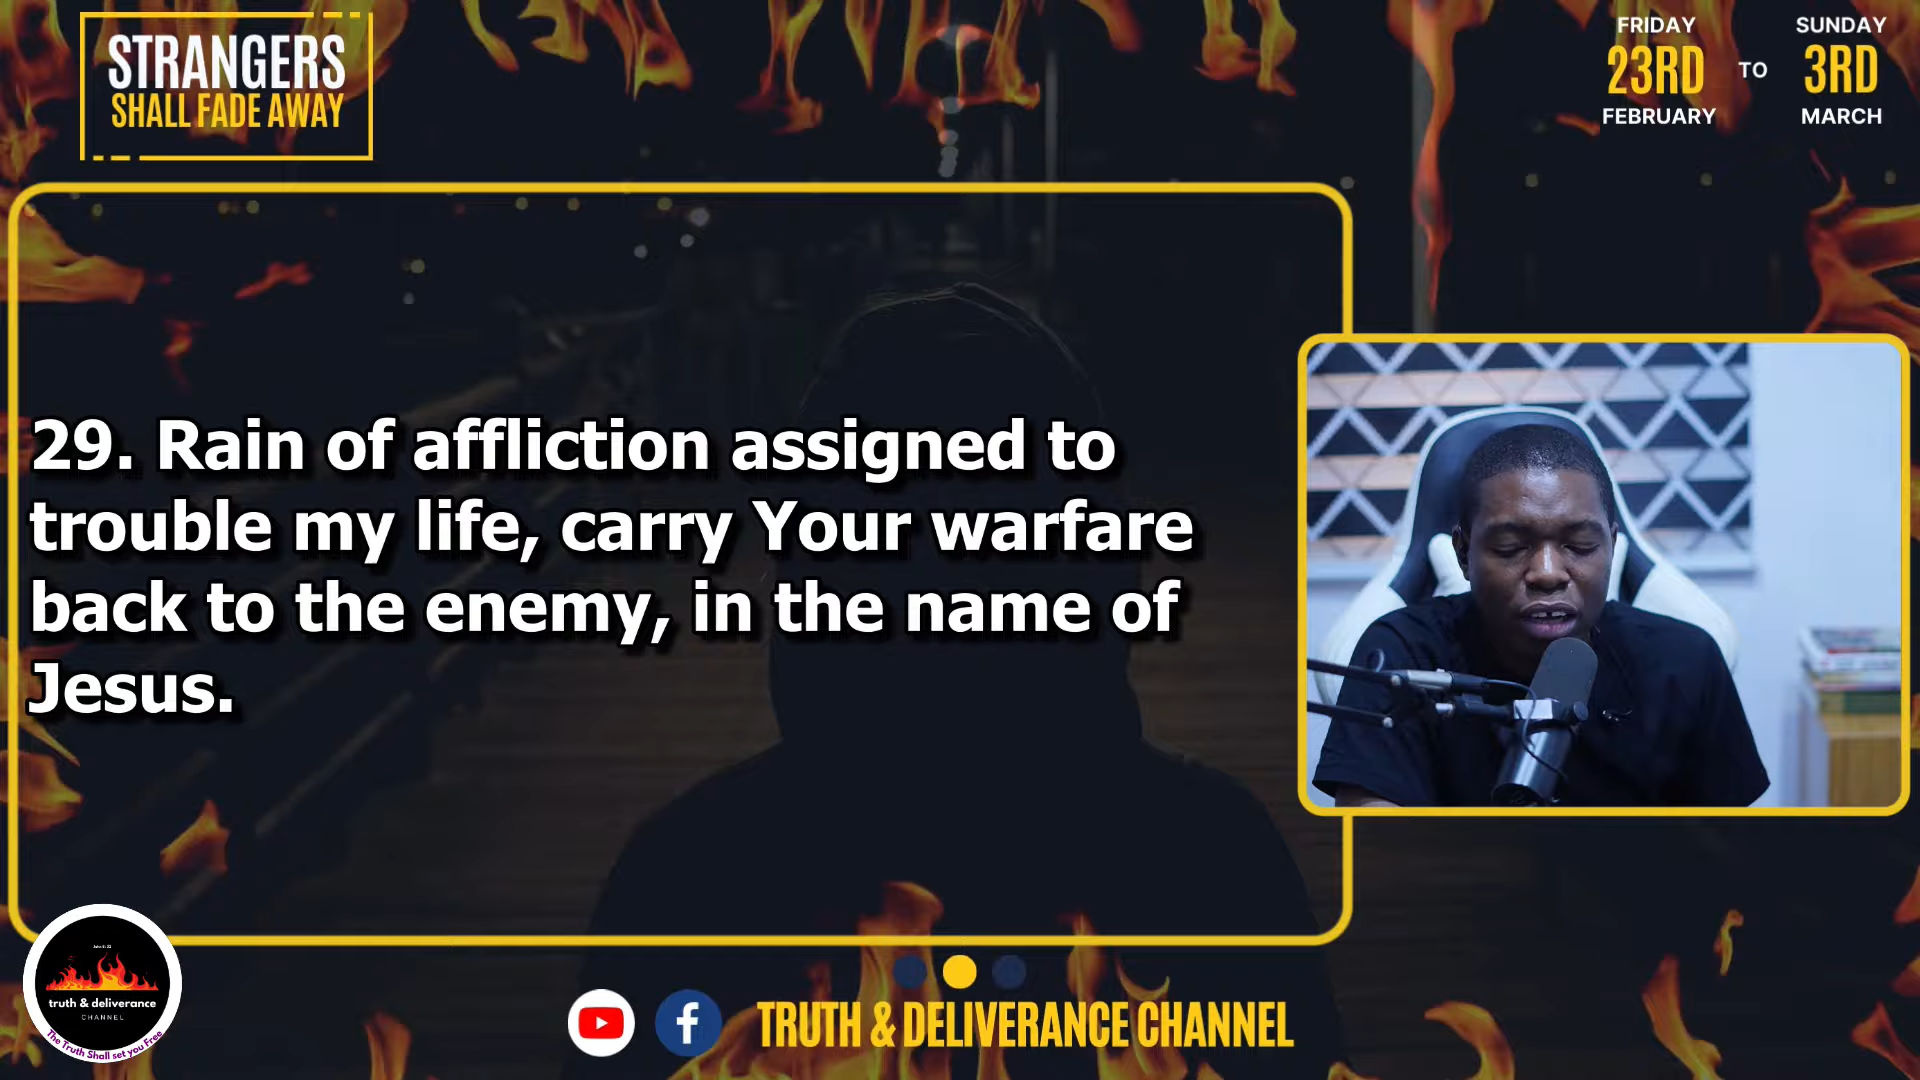 STRANGERS
SHALL FADE AWAY
FRIDAY
23RD
FEBRUARY
TO
SUNDAY
3RD
MARCH
29. Rain of affliction assigned to
trouble my life, carry Your warfare
back to the enemy, in the name of
Jesus.
truth & deliverance
CHANNEL
The Truth Shall set you Free
TRUTH & DELIVERANCE CHANNEL